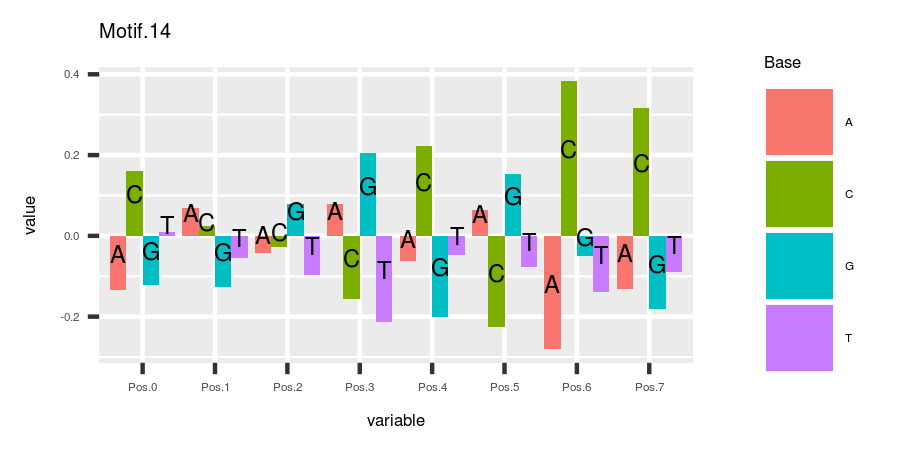 Motif.14
Base
0.4
0.2
0.0
-0.2
value
A C G T A C G T A C G T A C G T A C G T A C G T A C G T A C G T
Pos.0 Pos.1 Pos.2 Pos.3 Pos.4 Pos.5 Pos.6 Pos.7
variable
A
C
G
T